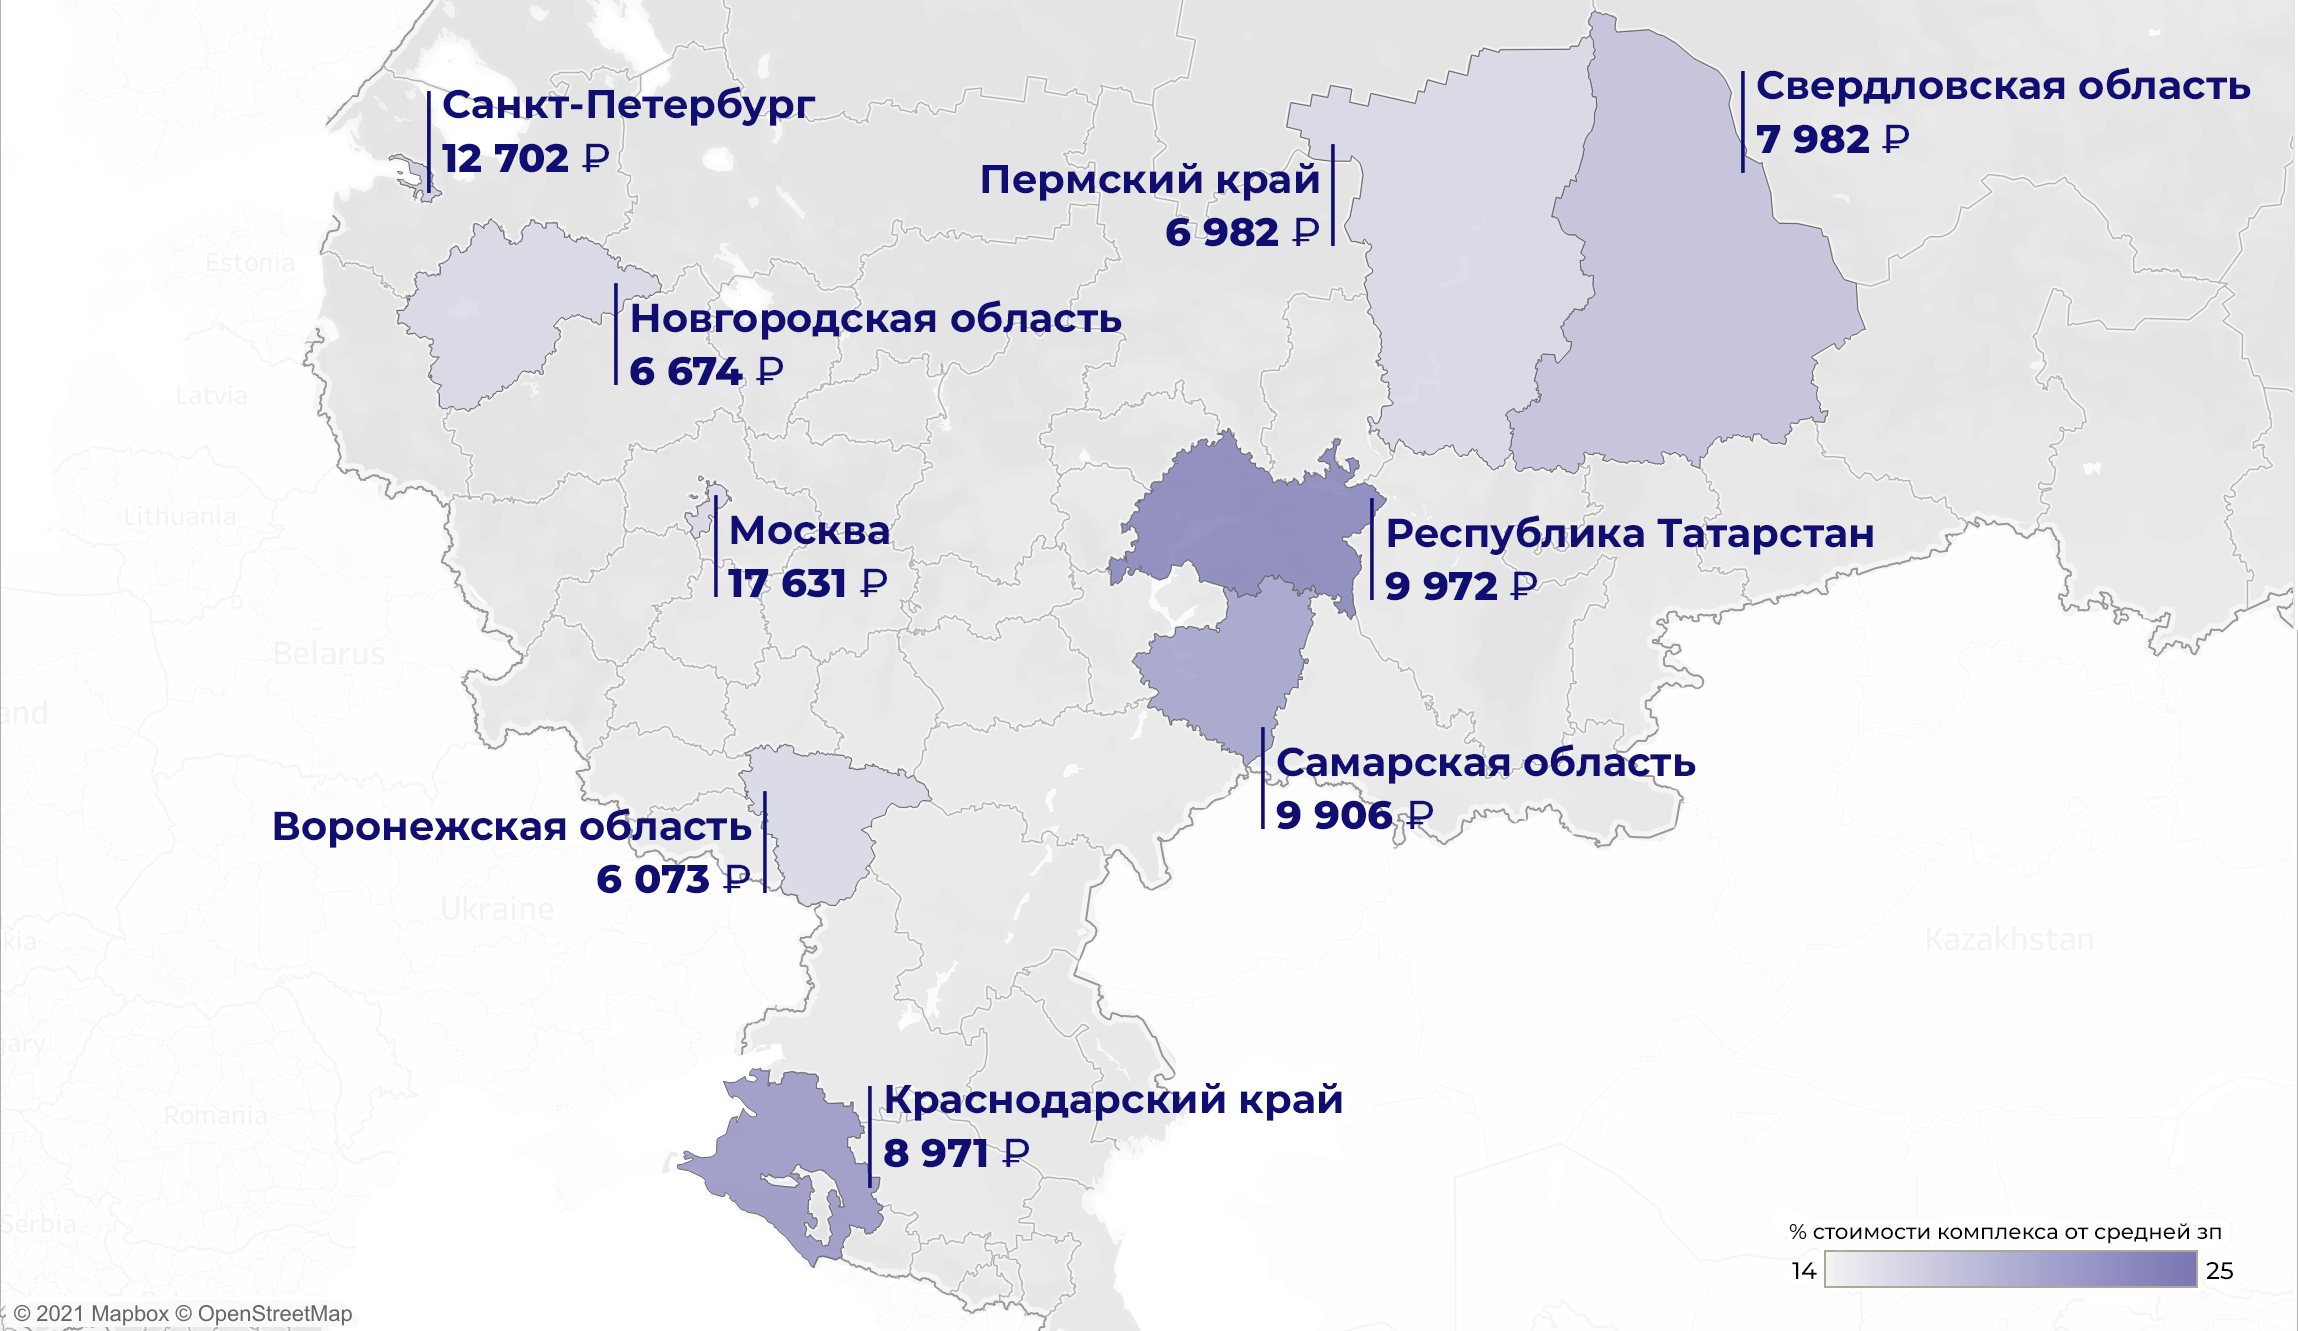 Санкт-Петербург
12 702 ₽
Свердловская область
7 982 ₽
Пермский край
6 982 ₽
Estonia
Новгородская область
6 674 ₽
Latvia
Lithuania
Москва
17 631 ₽
Республика Татарстан
9 972 ₽
Belarus
and
Самарская область
9 906 ₽
Воронежская область
6 073 ₽
Ukraine
kia
Kazakhstan
gary
Краснодарский край
8 971 ₽
Romania
Serbia
% стоимости комплекса от средней зп
14
25
© 2021 Mapbox © OpenStreetMap